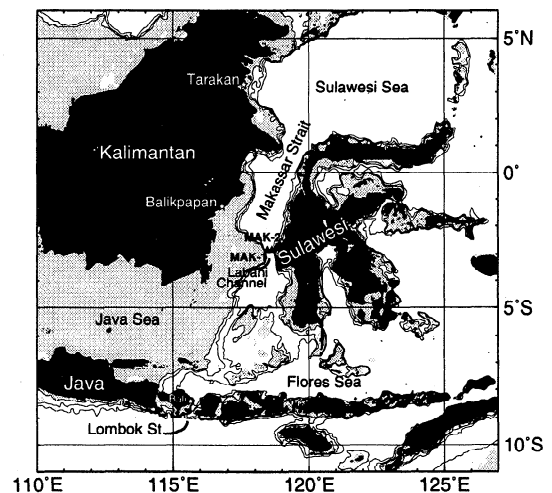 5°N
Tarakan
Sulawesi Sea
Kalimantan
Makassar Strait
0°
Balikpapan
MAK-2
Sulawesi
MAK-1
Labani
Channel
Java Sea
5°S
Java
Flores Sea
Lombok St.
10°S
110°E
115°E
120°E
125°E